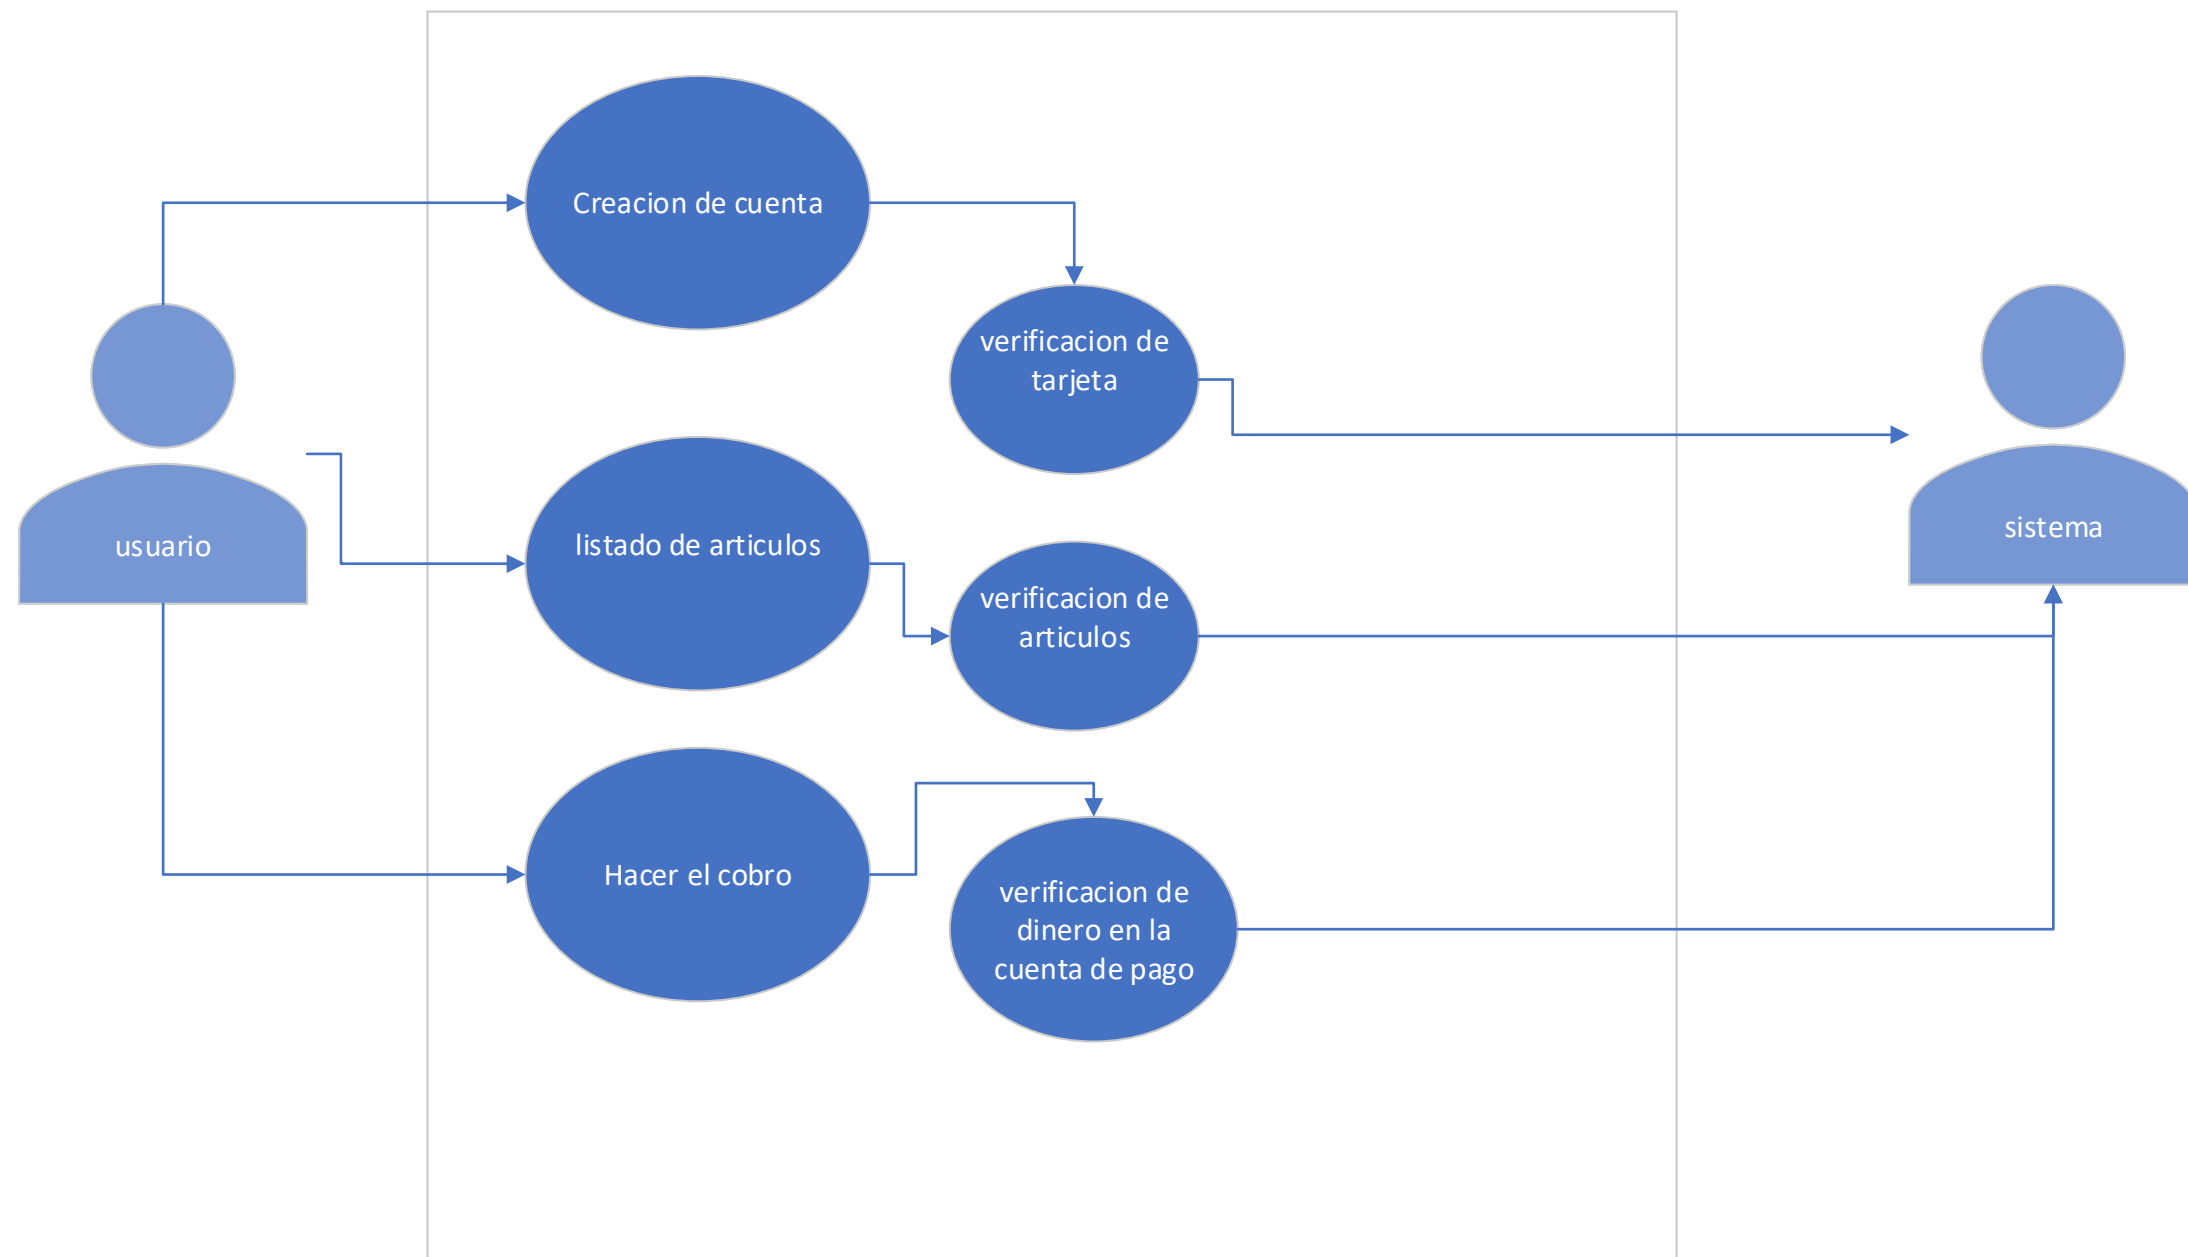 Creacion de cuenta
verificacion de
tarjeta
usuario
listado de articulos
sistema
verificacion de
articulos
Hacer el cobro
verificacion de
dinero en la
cuenta de pago